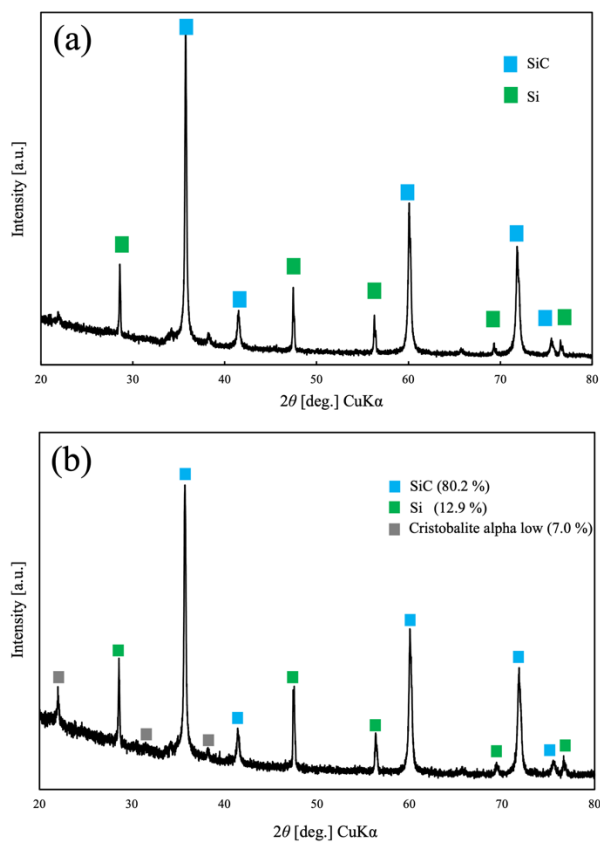 (a)
SiC
Si
Intensity [a.u.]
20 30 40 50 60 70 80
2θ [deg.] CuKα
(b)
SiC (80.2 %)
Si (12.9 %)
Cristobalite alpha low (7.0 %)
Intensity [a.u.]
20 30 40 50 60 70 80
2θ [deg.] CuKα